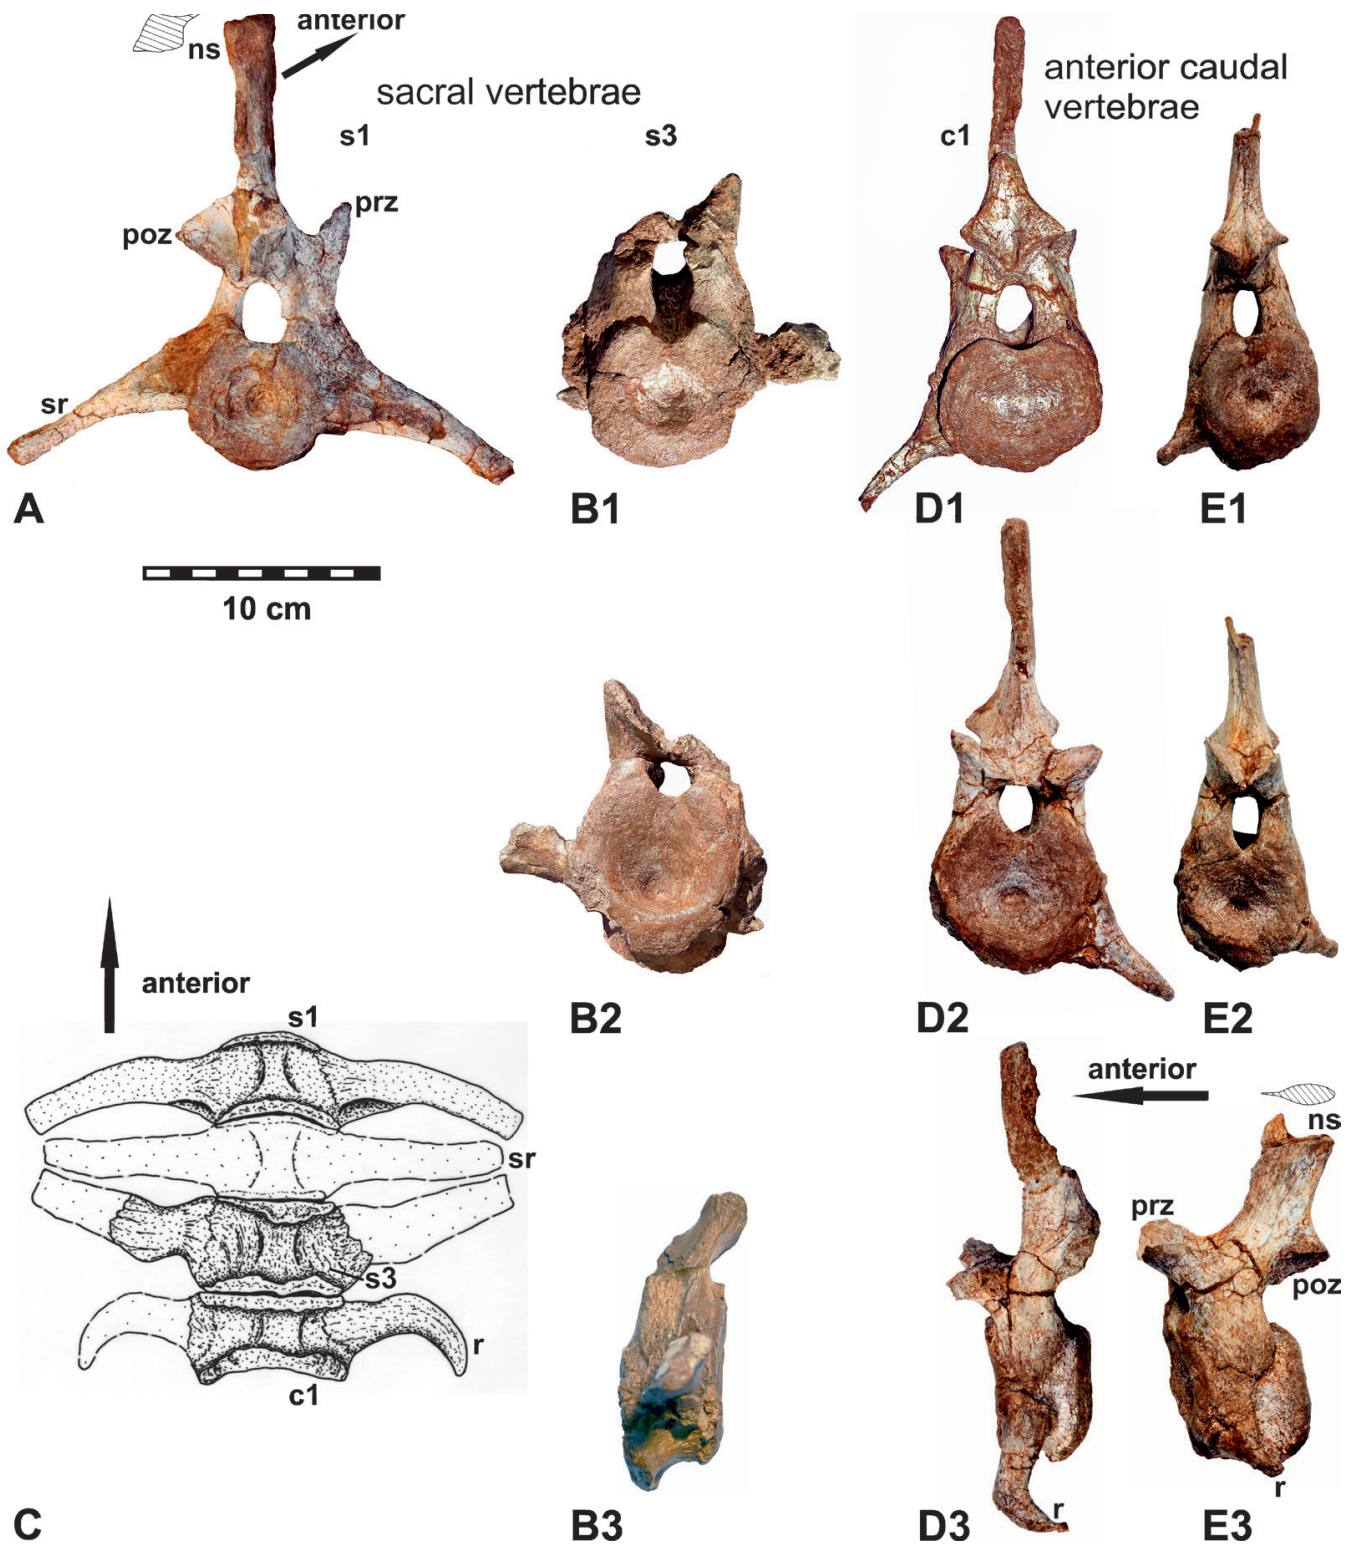 anterior
ns
sacral vertebrae
anterior caudal
vertebrae
s1
s3
c1
prz
poz
sr
A
B1
D1
E1
10 cm
anterior
s1
B2
D2
E2
anterior
ns
sr
prz
s3
poz
r
c1
r
r
C
B3
D3
E3